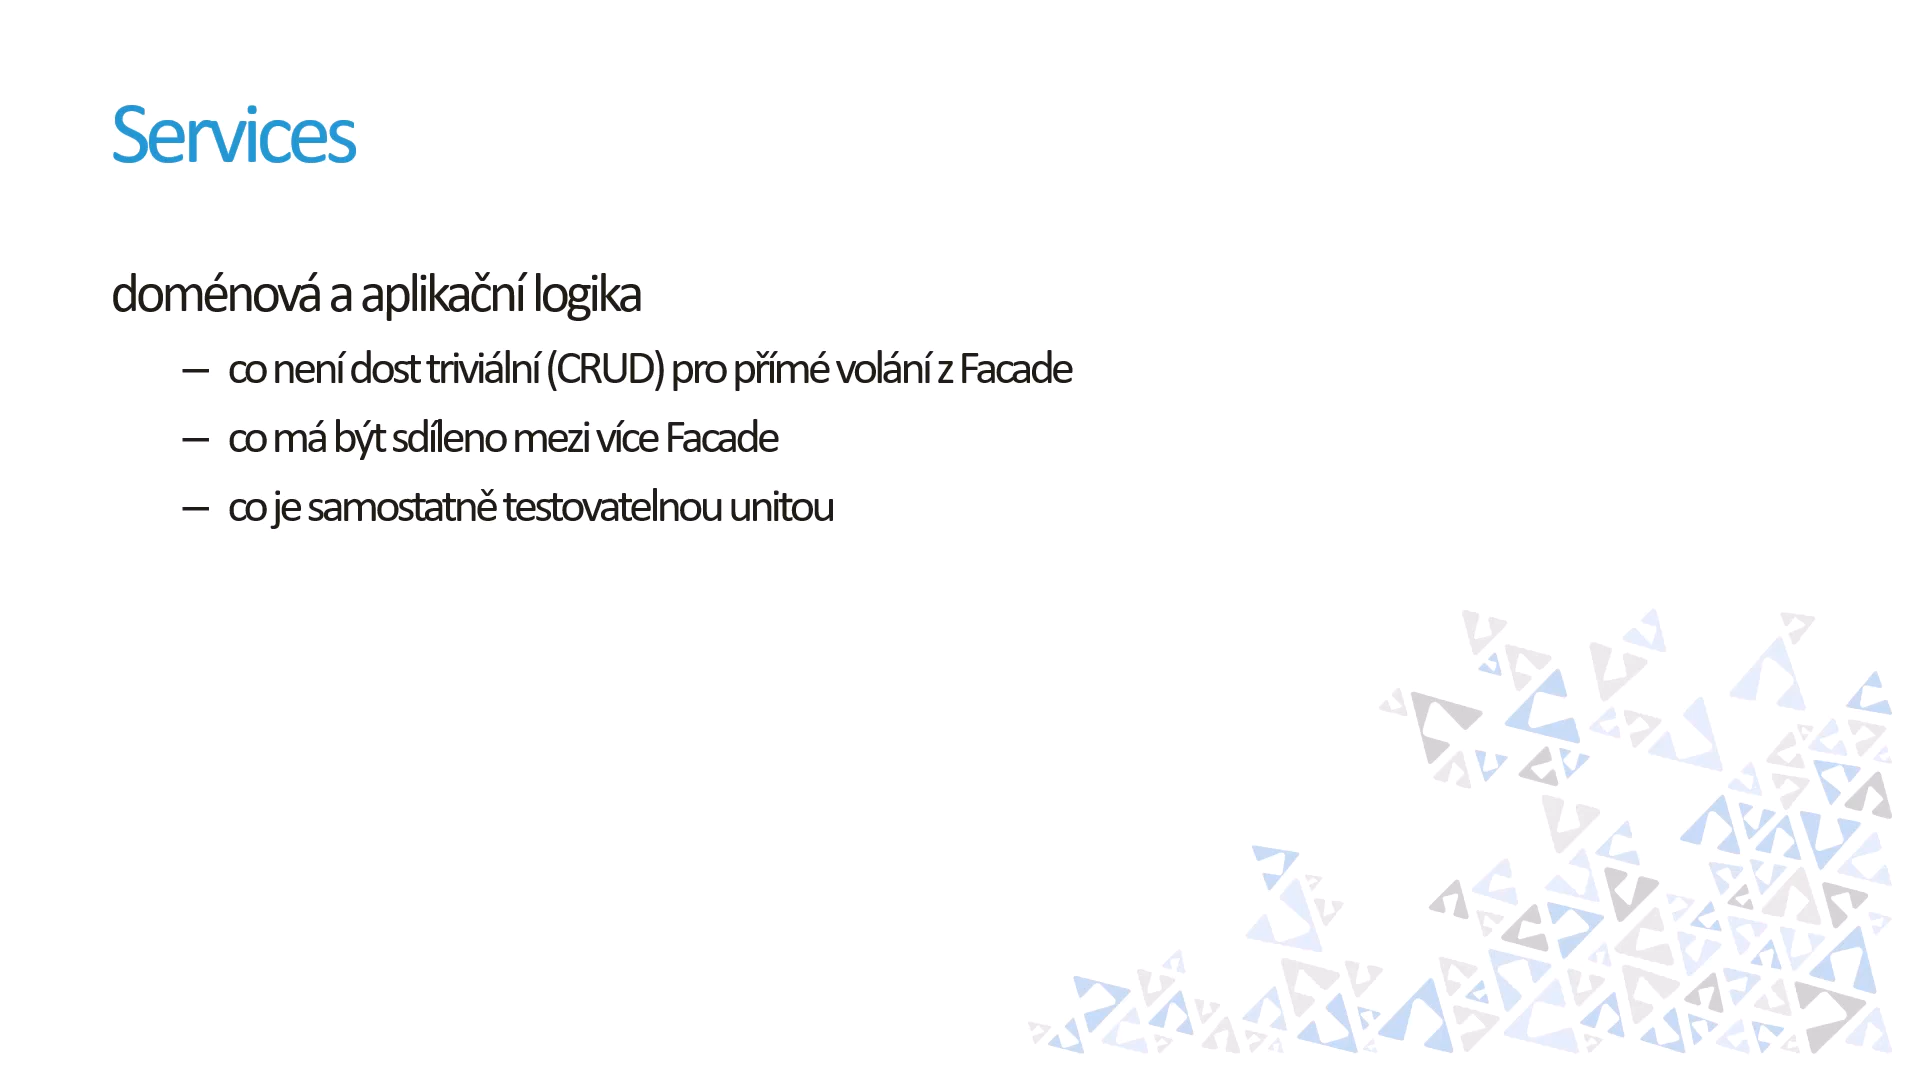 Services
doménová a aplikační logika
– co není dost triviální (CRUD) pro přímé volání z Facade
– co má být sdíleno mezi více Facade
– co je samostatně testovatelnou unitou